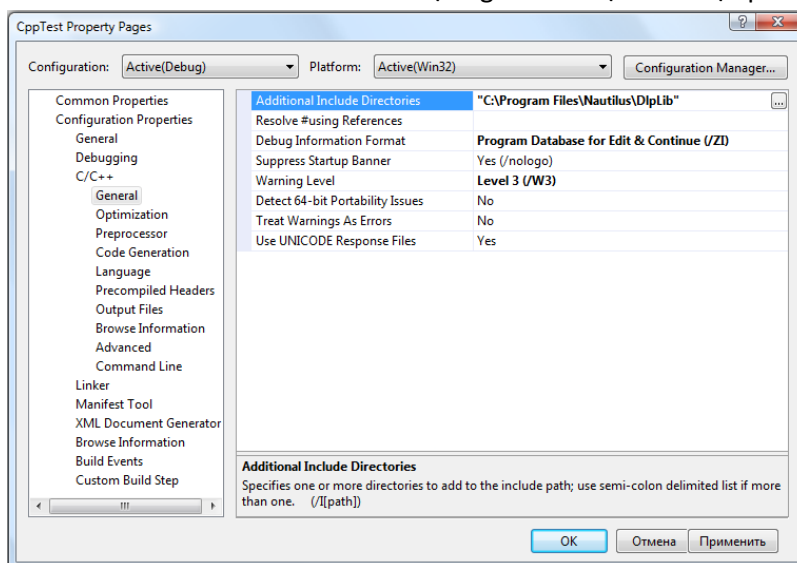 CppTest Property Pages
Configuration: Active(Debug) Platform: Active(Win32) Configuration Manager...
Common Properties
Configuration Properties
General
Debugging
C/C++
General
Optimization
Preprocessor
Code Generation
Language
Precompiled Headers
Output Files
Browse Information
Advanced
Command Line
Linker
Manifest Tool
XML Document Generator
Browse Information
Build Events
Custom Build Step
Additional Include Directories "C:\Program Files\Nautilus\DlpLib" ...
Resolve #using References
Debug Information Format Program Database for Edit & Continue (/ZI)
Suppress Startup Banner Yes (/nologo)
Warning Level Level 3 (/W3)
Detect 64-bit Portability Issues No
Treat Warnings As Errors No
Use UNICODE Response Files Yes
Additional Include Directories
Specifies one or more directories to add to the include path; use semi-colon delimited list if more
than one. (/I[path])
OK Отмена Применить